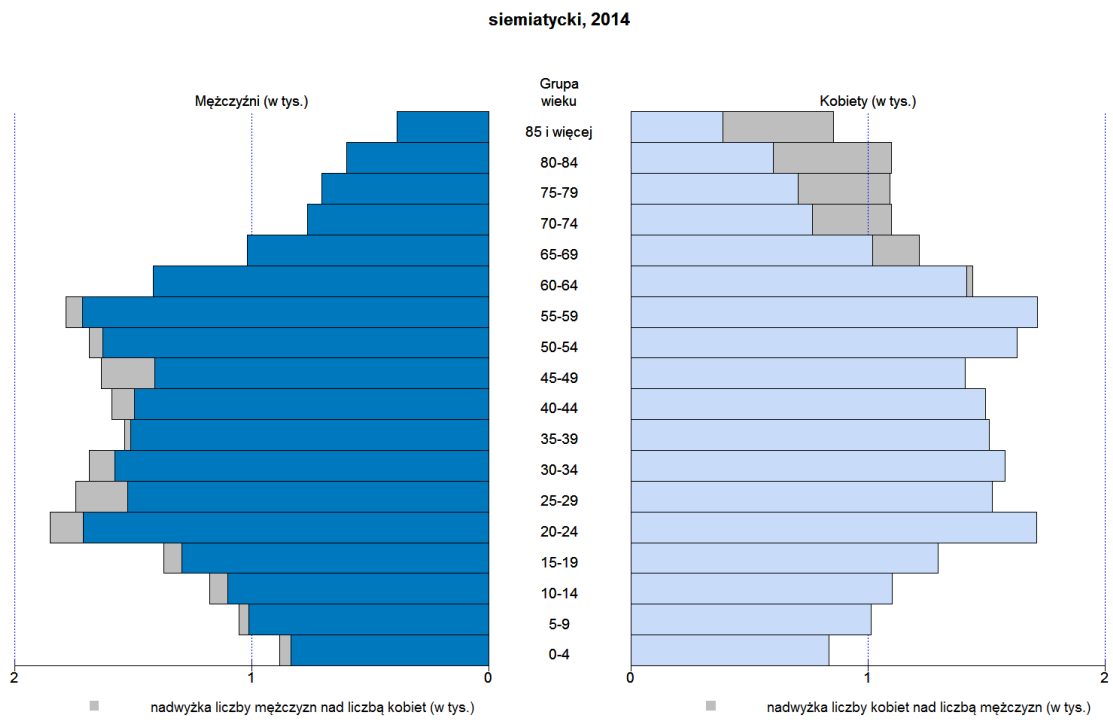 siemiatycki, 2014
Grupa
wieku
Mężczyźni (w tys.)
Kobiety (w tys.)
85 i więcej
80-84
75-79
70-74
65-69
60-64
55-59
50-54
45-49
40-44
35-39
30-34
25-29
20-24
15-19
10-14
5-9
0-4
2 1 0 0 1 2
nadwyżka liczby mężczyzn nad liczbą kobiet (w tys.)
nadwyżka liczby kobiet nad liczbą mężczyzn (w tys.)